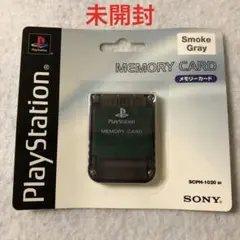 未開封
Smoke
Gray
MEMORY CARD
メモリーカード
PlayStation
PlayStation
MEMORY CARD
SCPH-1020
SONY